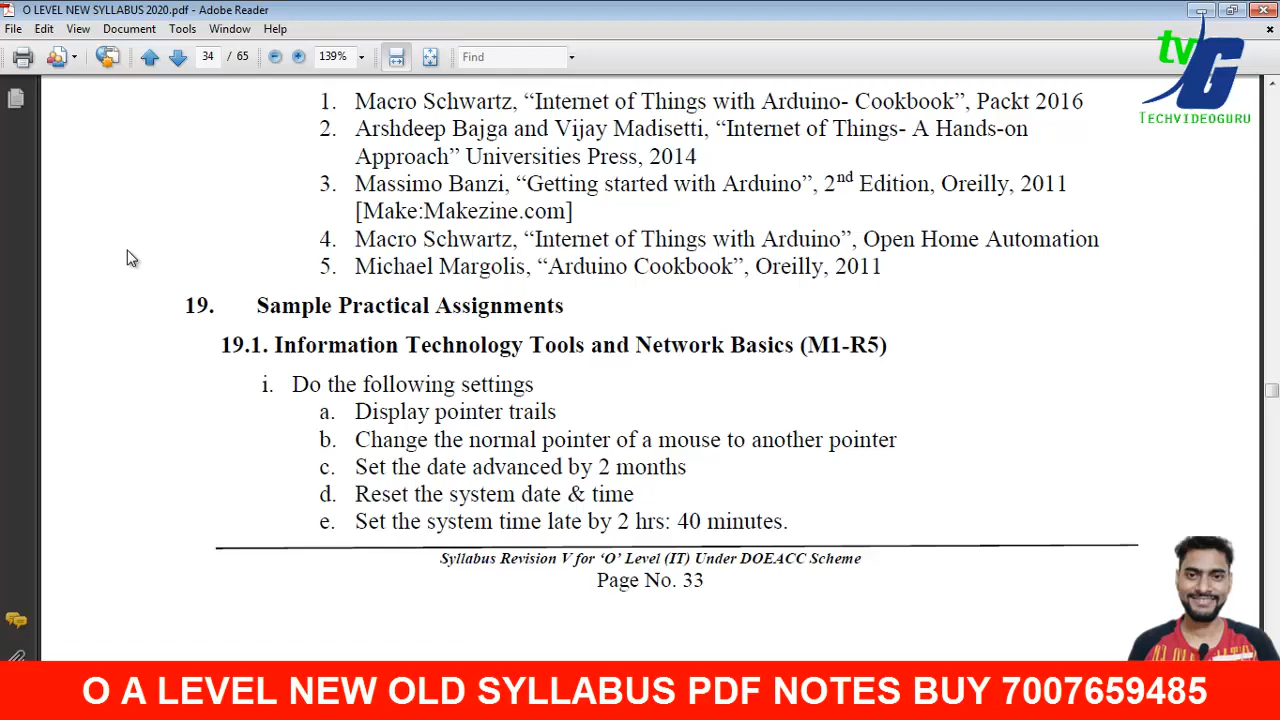 O LEVEL NEW SYLLABUS 2020.pdf - Adobe Reader
File Edit View Document Tools Window Help
34 / 65 139% Find
tv G
TECHVIDEOGURU
1. Macro Schwartz, “Internet of Things with Arduino- Cookbook”, Packt 2016
2. Arshdeep Bajga and Vijay Madisetti, “Internet of Things- A Hands-on
Approach” Universities Press, 2014
3. Massimo Banzi, “Getting started with Arduino”, 2nd Edition, Oreilly, 2011
[Make:Makezine.com]
4. Macro Schwartz, “Internet of Things with Arduino”, Open Home Automation
5. Michael Margolis, “Arduino Cookbook”, Oreilly, 2011
19. Sample Practical Assignments
19.1. Information Technology Tools and Network Basics (M1-R5)
i. Do the following settings
a. Display pointer trails
b. Change the normal pointer of a mouse to another pointer
c. Set the date advanced by 2 months
d. Reset the system date & time
e. Set the system time late by 2 hrs: 40 minutes.
Syllabus Revision V for ‘O’ Level (IT) Under DOEACC Scheme
Page No. 33
O A LEVEL NEW OLD SYLLABUS PDF NOTES BUY 7007659485